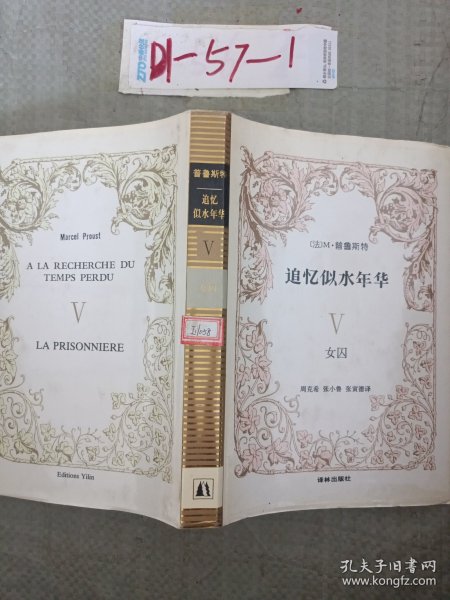 D1-57-1
Marcel Proust
A LA RECHERCHE DU
TEMPS PERDU
V
LA PRISONNIERE
Editions Yilin
普鲁斯特
追忆
似水年华
V
女囚
〔法〕M·普鲁斯特
追忆似水年华
V
女囚
周克希 张小鲁 张寅德译
译林出版社
孔夫子旧书网
www.kongfz.com